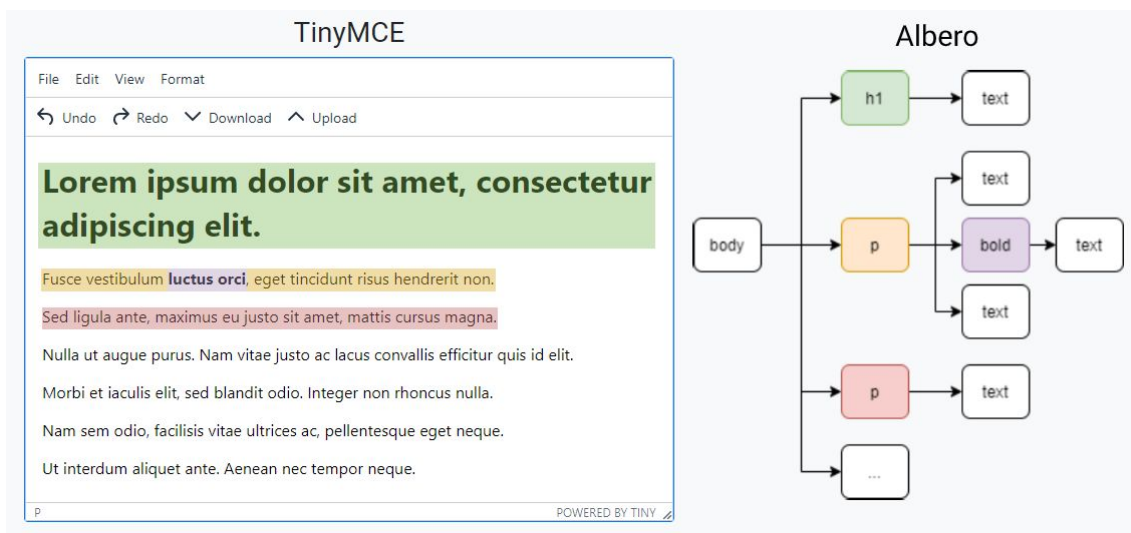 TinyMCE
File Edit View Format
Undo Redo Download Upload
Lorem ipsum dolor sit amet, consectetur
adipiscing elit.
Fusce vestibulum luctus orci, eget tincidunt risus hendrerit non.
Sed ligula ante, maximus eu justo sit amet, mattis cursus magna.
Nulla ut augue purus. Nam vitae justo ac lacus convallis efficitur quis id elit.
Morbi et iaculis elit, sed blandit odio. Integer non rhoncus nulla.
Nam sem odio, facilisis vitae ultrices ac, pellentesque eget neque.
Ut interdum aliquet ante. Aenean nec tempor neque.
P POWERED BY TINY
Albero
h1 text
text
body p bold text
text
p text
...